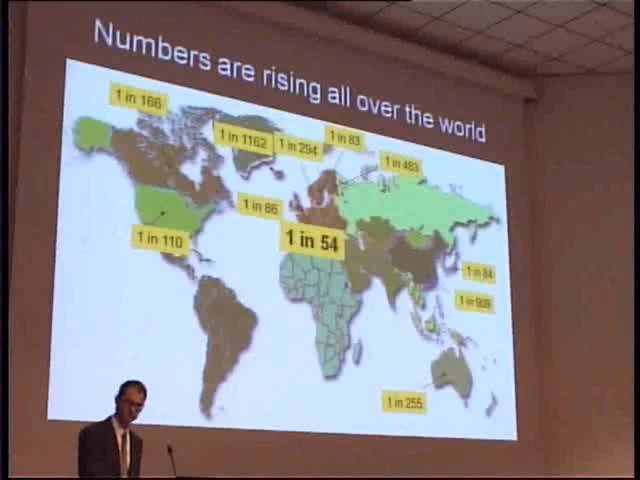 Numbers are rising all over the world
1 in 166
1 in 1162
1 in 294
1 in 83
1 in 483
1 in 86
1 in 54
1 in 110
1 in 84
1 in 909
1 in 255